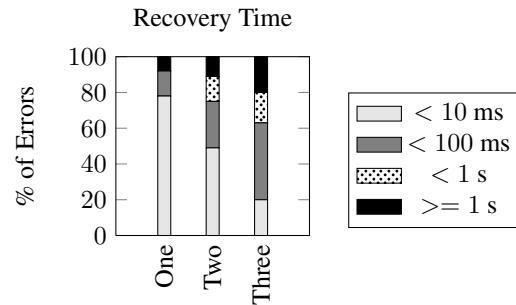 Recovery Time
% of Errors
100
80
60
40
20
0
One
Two
Three
< 10 ms
< 100 ms
< 1 s
>= 1 s